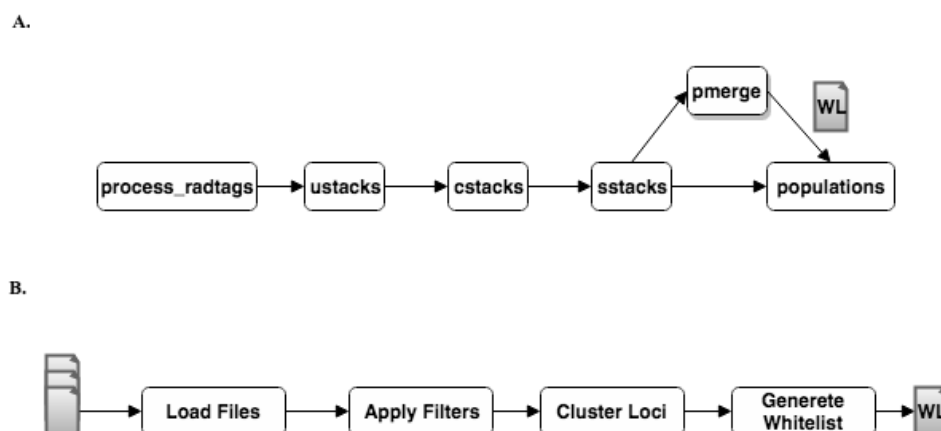 A.
pmerge
WL
process_radtags
ustacks
cstacks
sstacks
populations
B.
Load Files
Apply Filters
Cluster Loci
Generete
Whitelist
WL